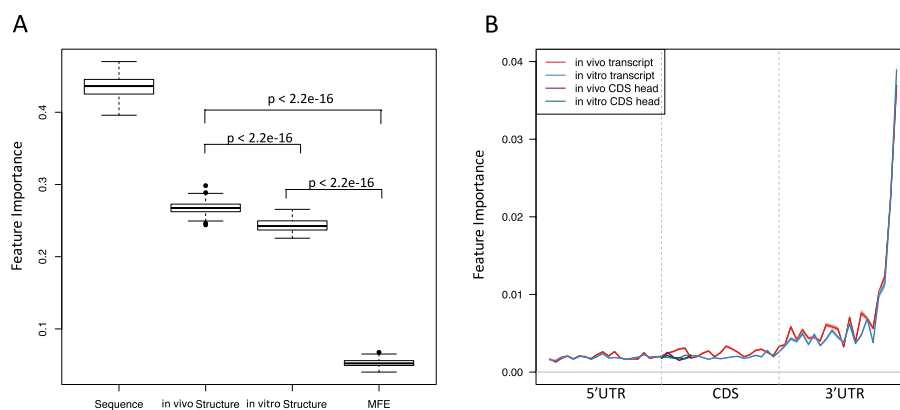 A
B
Feature Importance
0.4
0.3
0.2
0.1
p < 2.2e-16
p < 2.2e-16
p < 2.2e-16
Sequence
in vivo Structure
in vitro Structure
MFE
Feature Importance
0.04
0.03
0.02
0.01
0.00
in vivo transcript
in vitro transcript
in vivo CDS head
in vitro CDS head
5’UTR
CDS
3’UTR